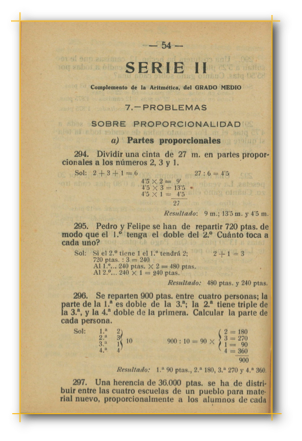 — 54 —
SERIE II
Complemento de la Aritmética, del GRADO MEDIO
7.—PROBLEMAS
SOBRE PROPORCIONALIDAD
a) Partes proporcionales
294. Dividir una cinta de 27 m. en partes propor-
cionales a los números 2, 3 y 1.
Sol: 2 + 3 + 1 = 6 27 : 6 = 4'5
4'5 × 2 = 9'
4'5 × 3 = 13'5
4'5 × 1 = 4'5
27
Resultado: 9 m.; 13'5 m. y 4'5 m.
295. Pedro y Felipe se han de repartir 720 ptas. de
modo que el 1.º tenga el doble del 2.º Cuánto toca a
cada uno?
Sol: Si el 2.º tiene 1 el 1.º tendrá 2; 2 + 1 = 3
720 ptas. : 3 = 240
Al 1.º... 240 ptas. × 2 = 480 ptas.
Al 2.º... 240 × 1 = 240 ptas.
Resultado: 480 ptas. y 240 ptas.
296. Se reparten 900 ptas. entre cuatro personas; la
parte de la 1.ª es doble de la 3.ª; la 2.ª tiene triple de
la 3.ª, y la 4.ª doble de la primera. Calcular la parte de
cada persona.
Sol: 1.ª 2 2 = 180
2.ª 3 3 = 270
3.ª 1 10 900 : 10 = 90 × 1 = 90
4.ª 4 4 = 360
900
Resultado: 1.ª 90 ptas., 2.ª 180, 3.ª 270 y 4.ª 360
297. Una herencia de 36.000 ptas. se ha de distri-
buir entre las cuatro escuelas de un pueblo para mate-
rial nuevo, proporcionalmente a los alumnos de cada